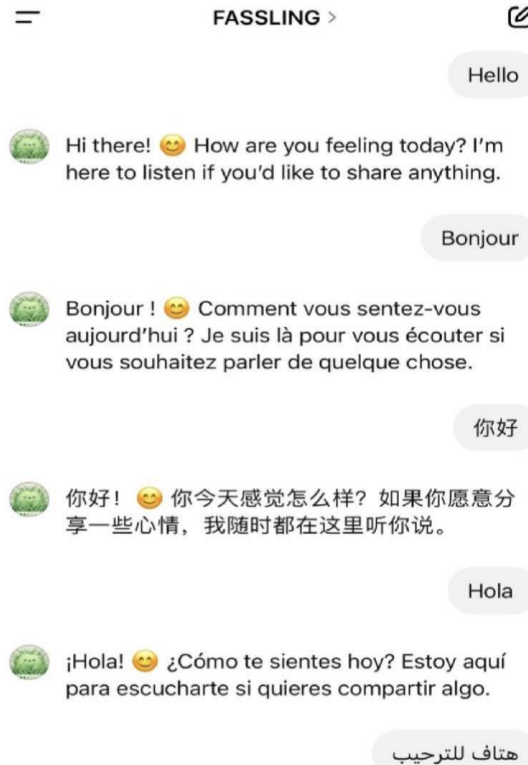 FASSLING >
Hello
Hi there! 😊 How are you feeling today? I'm
here to listen if you'd like to share anything.
Bonjour
Bonjour ! 😊 Comment vous sentez-vous
aujourd'hui ? Je suis là pour vous écouter si
vous souhaitez parler de quelque chose.
你好
你好！ 😊 你今天感觉怎么样？如果你愿意分
享一些心情，我随时都在这里听你说。
Hola
¡Hola! 😊 ¿Cómo te sientes hoy? Estoy aquí
para escucharte si quieres compartir algo.
هتاف للترحيب